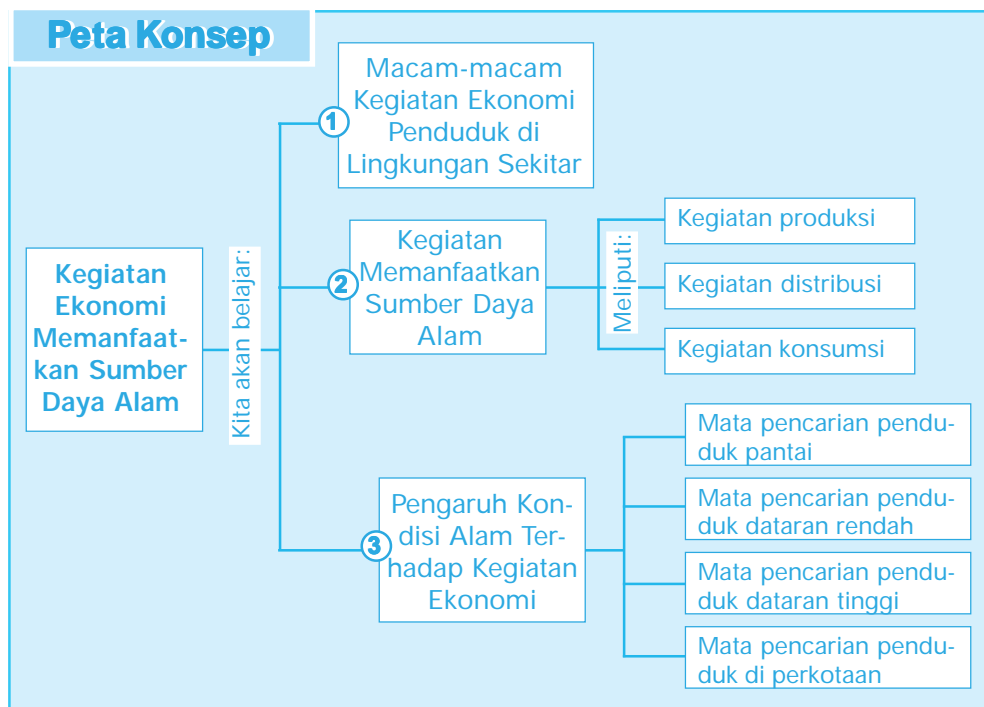 Peta Konsep
Kegiatan
Ekonomi
Memanfaat-
kan Sumber
Daya Alam
Kita akan belajar:
1
Macam-macam
Kegiatan Ekonomi
Penduduk di
Lingkungan Sekitar
2
Kegiatan
Memanfaatkan
Sumber Daya
Alam
Meliputi:
Kegiatan produksi
Kegiatan distribusi
Kegiatan konsumsi
3
Pengaruh Kon-
disi Alam Ter-
hadap Kegiatan
Ekonomi
Mata pencarian pendu-
duk pantai
Mata pencarian pendu-
duk dataran rendah
Mata pencarian pendu-
duk dataran tinggi
Mata pencarian pendu-
duk di perkotaan